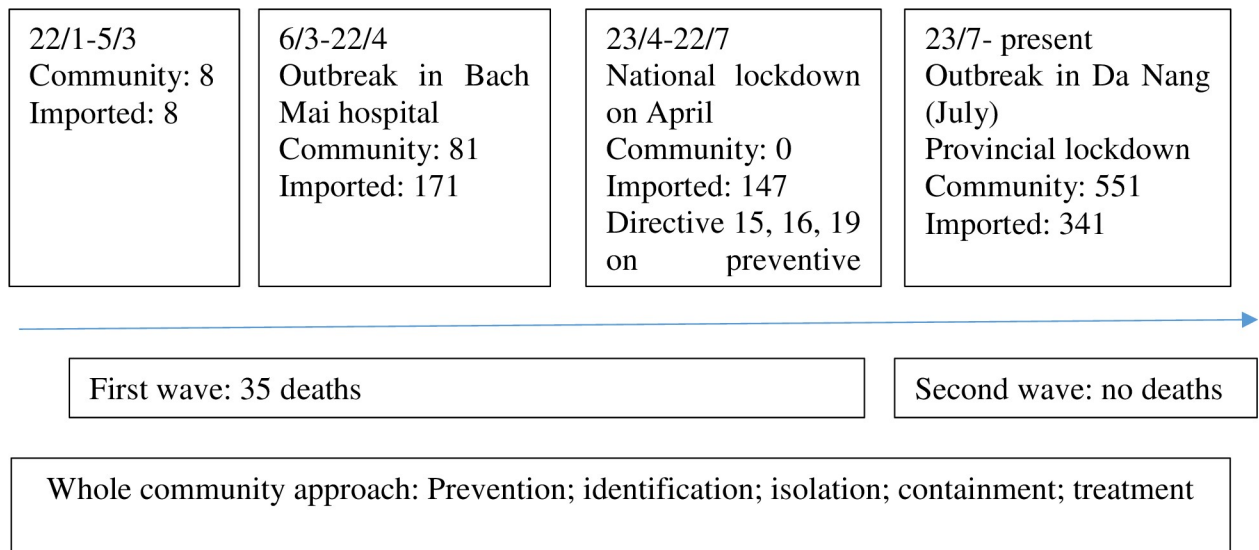 22/1-5/3
Community: 8
Imported: 8
6/3-22/4
Outbreak in Bach
Mai hospital
Community: 81
Imported: 171
23/4-22/7
National lockdown
on April
Community: 0
Imported: 147
Directive 15, 16, 19
on preventive
23/7- present
Outbreak in Da Nang
(July)
Provincial lockdown
Community: 551
Imported: 341
First wave: 35 deaths
Second wave: no deaths
Whole community approach: Prevention; identification; isolation; containment; treatment